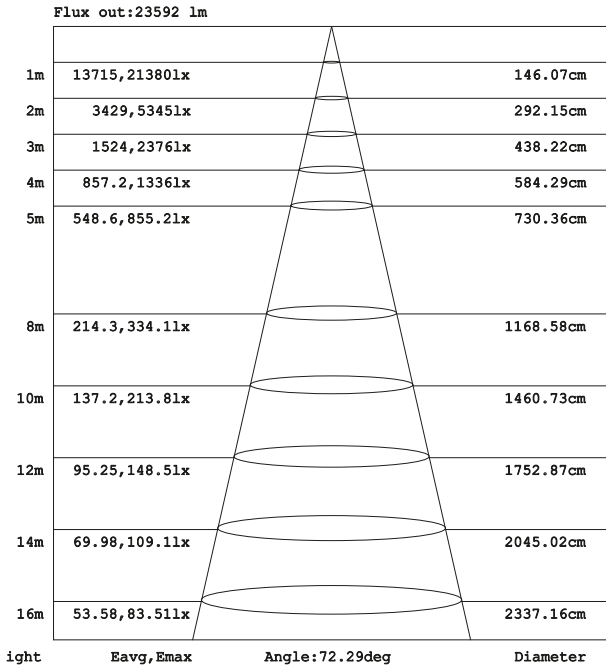 Flux out:23592 lm
1m 13715,21380lx 146.07cm
2m 3429,5345lx 292.15cm
3m 1524,2376lx 438.22cm
4m 857.2,1336lx 584.29cm
5m 548.6,855.2lx 730.36cm
8m 214.3,334.1lx 1168.58cm
10m 137.2,213.8lx 1460.73cm
12m 95.25,148.5lx 1752.87cm
14m 69.98,109.1lx 2045.02cm
16m 53.58,83.51lx 2337.16cm
ight Eavg,Emax Angle:72.29deg Diameter